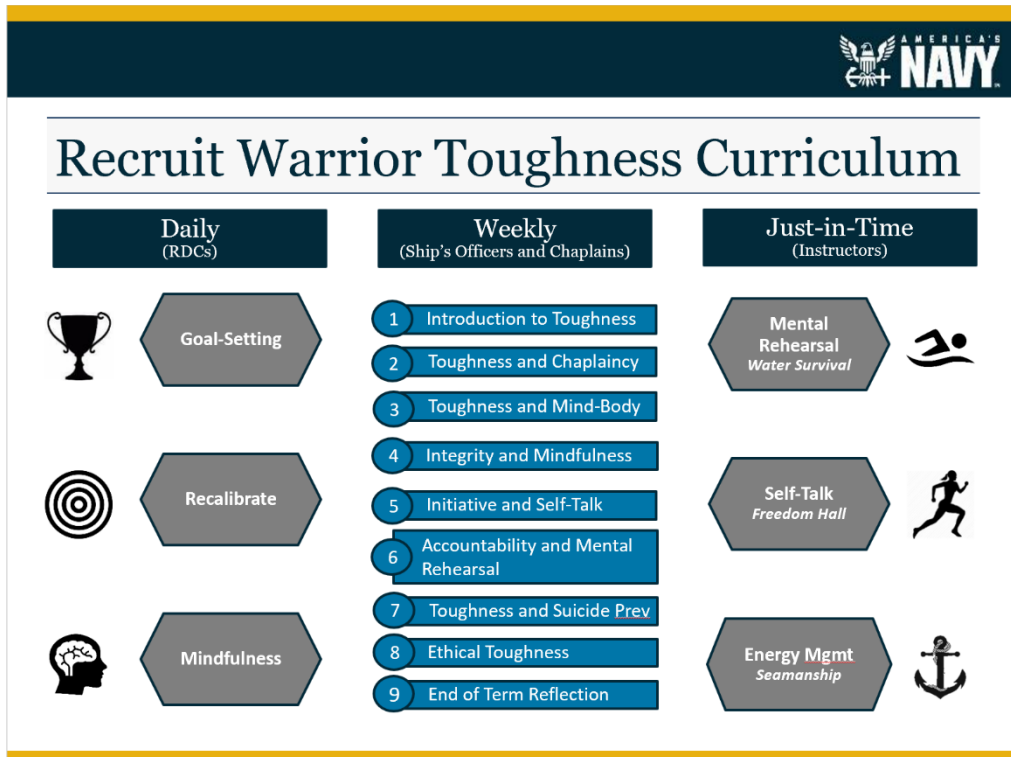 AMERICA'S
NAVY
Recruit Warrior Toughness Curriculum
Daily
(RDCs)
Goal-Setting
Recalibrate
Mindfulness
Weekly
(Ship's Officers and Chaplains)
1 Introduction to Toughness
2 Toughness and Chaplaincy
3 Toughness and Mind-Body
4 Integrity and Mindfulness
5 Initiative and Self-Talk
6 Accountability and Mental
Rehearsal
7 Toughness and Suicide Prev
8 Ethical Toughness
9 End of Term Reflection
Just-in-Time
(Instructors)
Mental
Rehearsal
Water Survival
Self-Talk
Freedom Hall
Energy Mgmt
Seamanship